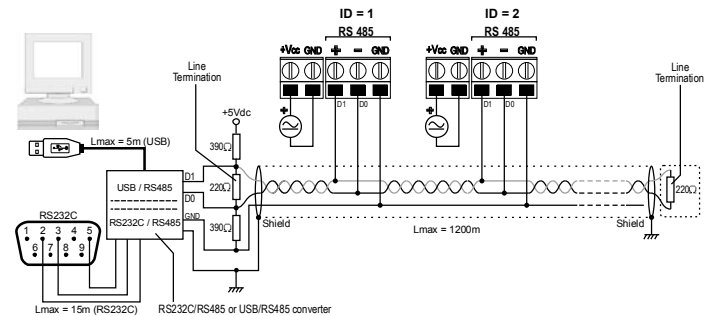 ID = 1
ID = 2
RS 485
RS 485
+Vcc GND + − GND
+Vcc GND + − GND
Line
Termination
Line
Termination
D1 D0
D1 D0
+
+
+5Vdc
390Ω
Lmax = 5m (USB)
D1
USB / RS485
220Ω
220Ω
D0
RS232C
GND
RS232C / RS485
390Ω
Shield
Shield
Lmax = 1200m
1 2 3 4 5
6 7 8 9
Lmax = 15m (RS232C)
RS232C/RS485 or USB/RS485 converter